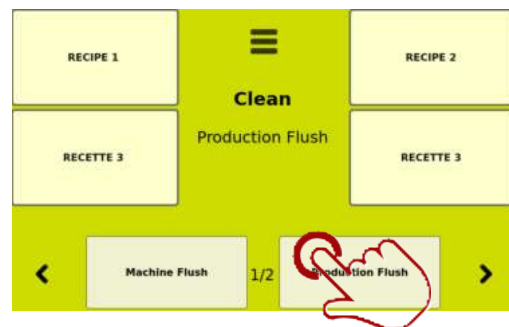 RECIPE 1
RECIPE 2
Clean
Production Flush
RECETTE 3
RECETTE 3
Machine Flush
1/2
Production Flush